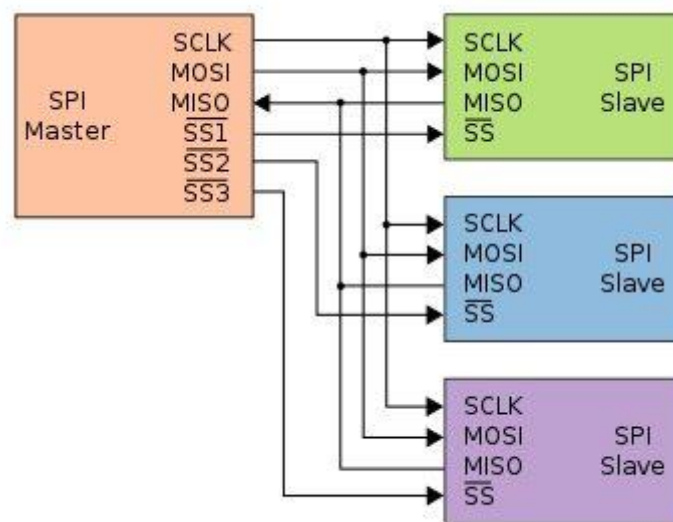 SPI
Master
SCLK
MOSI
MISO
SS1
SS2
SS3
SCLK
MOSI
MISO
SS
SPI
Slave
SCLK
MOSI
MISO
SS
SPI
Slave
SCLK
MOSI
MISO
SS
SPI
Slave